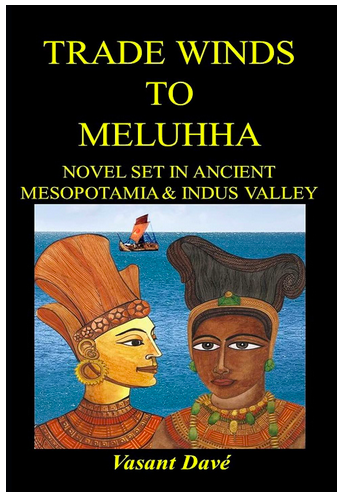 TRADE WINDS
TO
MELUHHA
NOVEL SET IN ANCIENT
MESOPOTAMIA & INDUS VALLEY
Vasant Davé